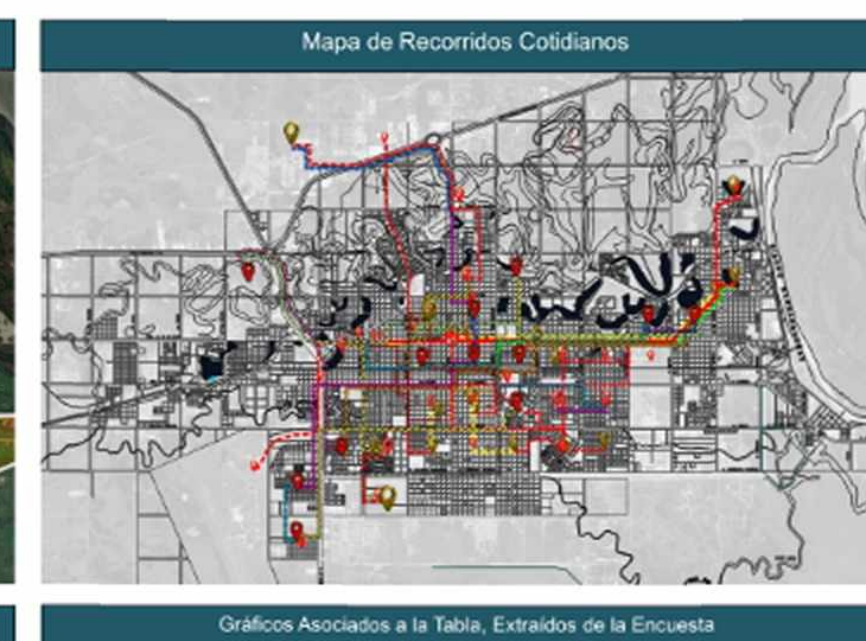 Mapa de Recorridos Cotidianos
Gráficos Asociados a la Tabla, Extraídos de la Encuesta